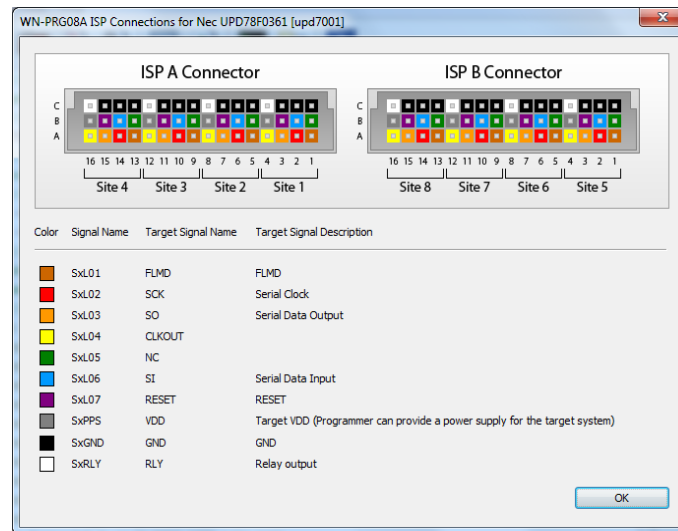 WN-PRG08A ISP Connections for Nec UPD78F0361 [upd7001]
ISP A Connector
ISP B Connector
C
B
A
16 15 14 13 12 11 10 9 8 7 6 5 4 3 2 1
Site 4 Site 3 Site 2 Site 1
C
B
A
16 15 14 13 12 11 10 9 8 7 6 5 4 3 2 1
Site 8 Site 7 Site 6 Site 5
Color Signal Name Target Signal Name Target Signal Description
SxL01 FLMD FLMD
SxL02 SCK Serial Clock
SxL03 SO Serial Data Output
SxL04 CLKOUT
SxL05 NC
SxL06 SI Serial Data Input
SxL07 RESET RESET
SxPPS VDD Target VDD (Programmer can provide a power supply for the target system)
SxGND GND GND
SxRLY RLY Relay output
OK